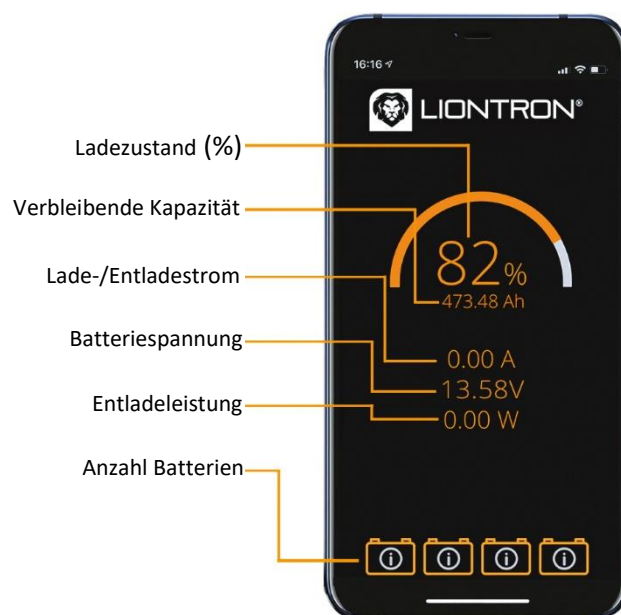 16:16
LIONTRON®
Ladezustand (%)
Verbleibende Kapazität
Lade-/Entladestrom
Batteriespannung
Entladeleistung
Anzahl Batterien
82%
473.48 Ah
0.00 A
13.58V
0.00 W